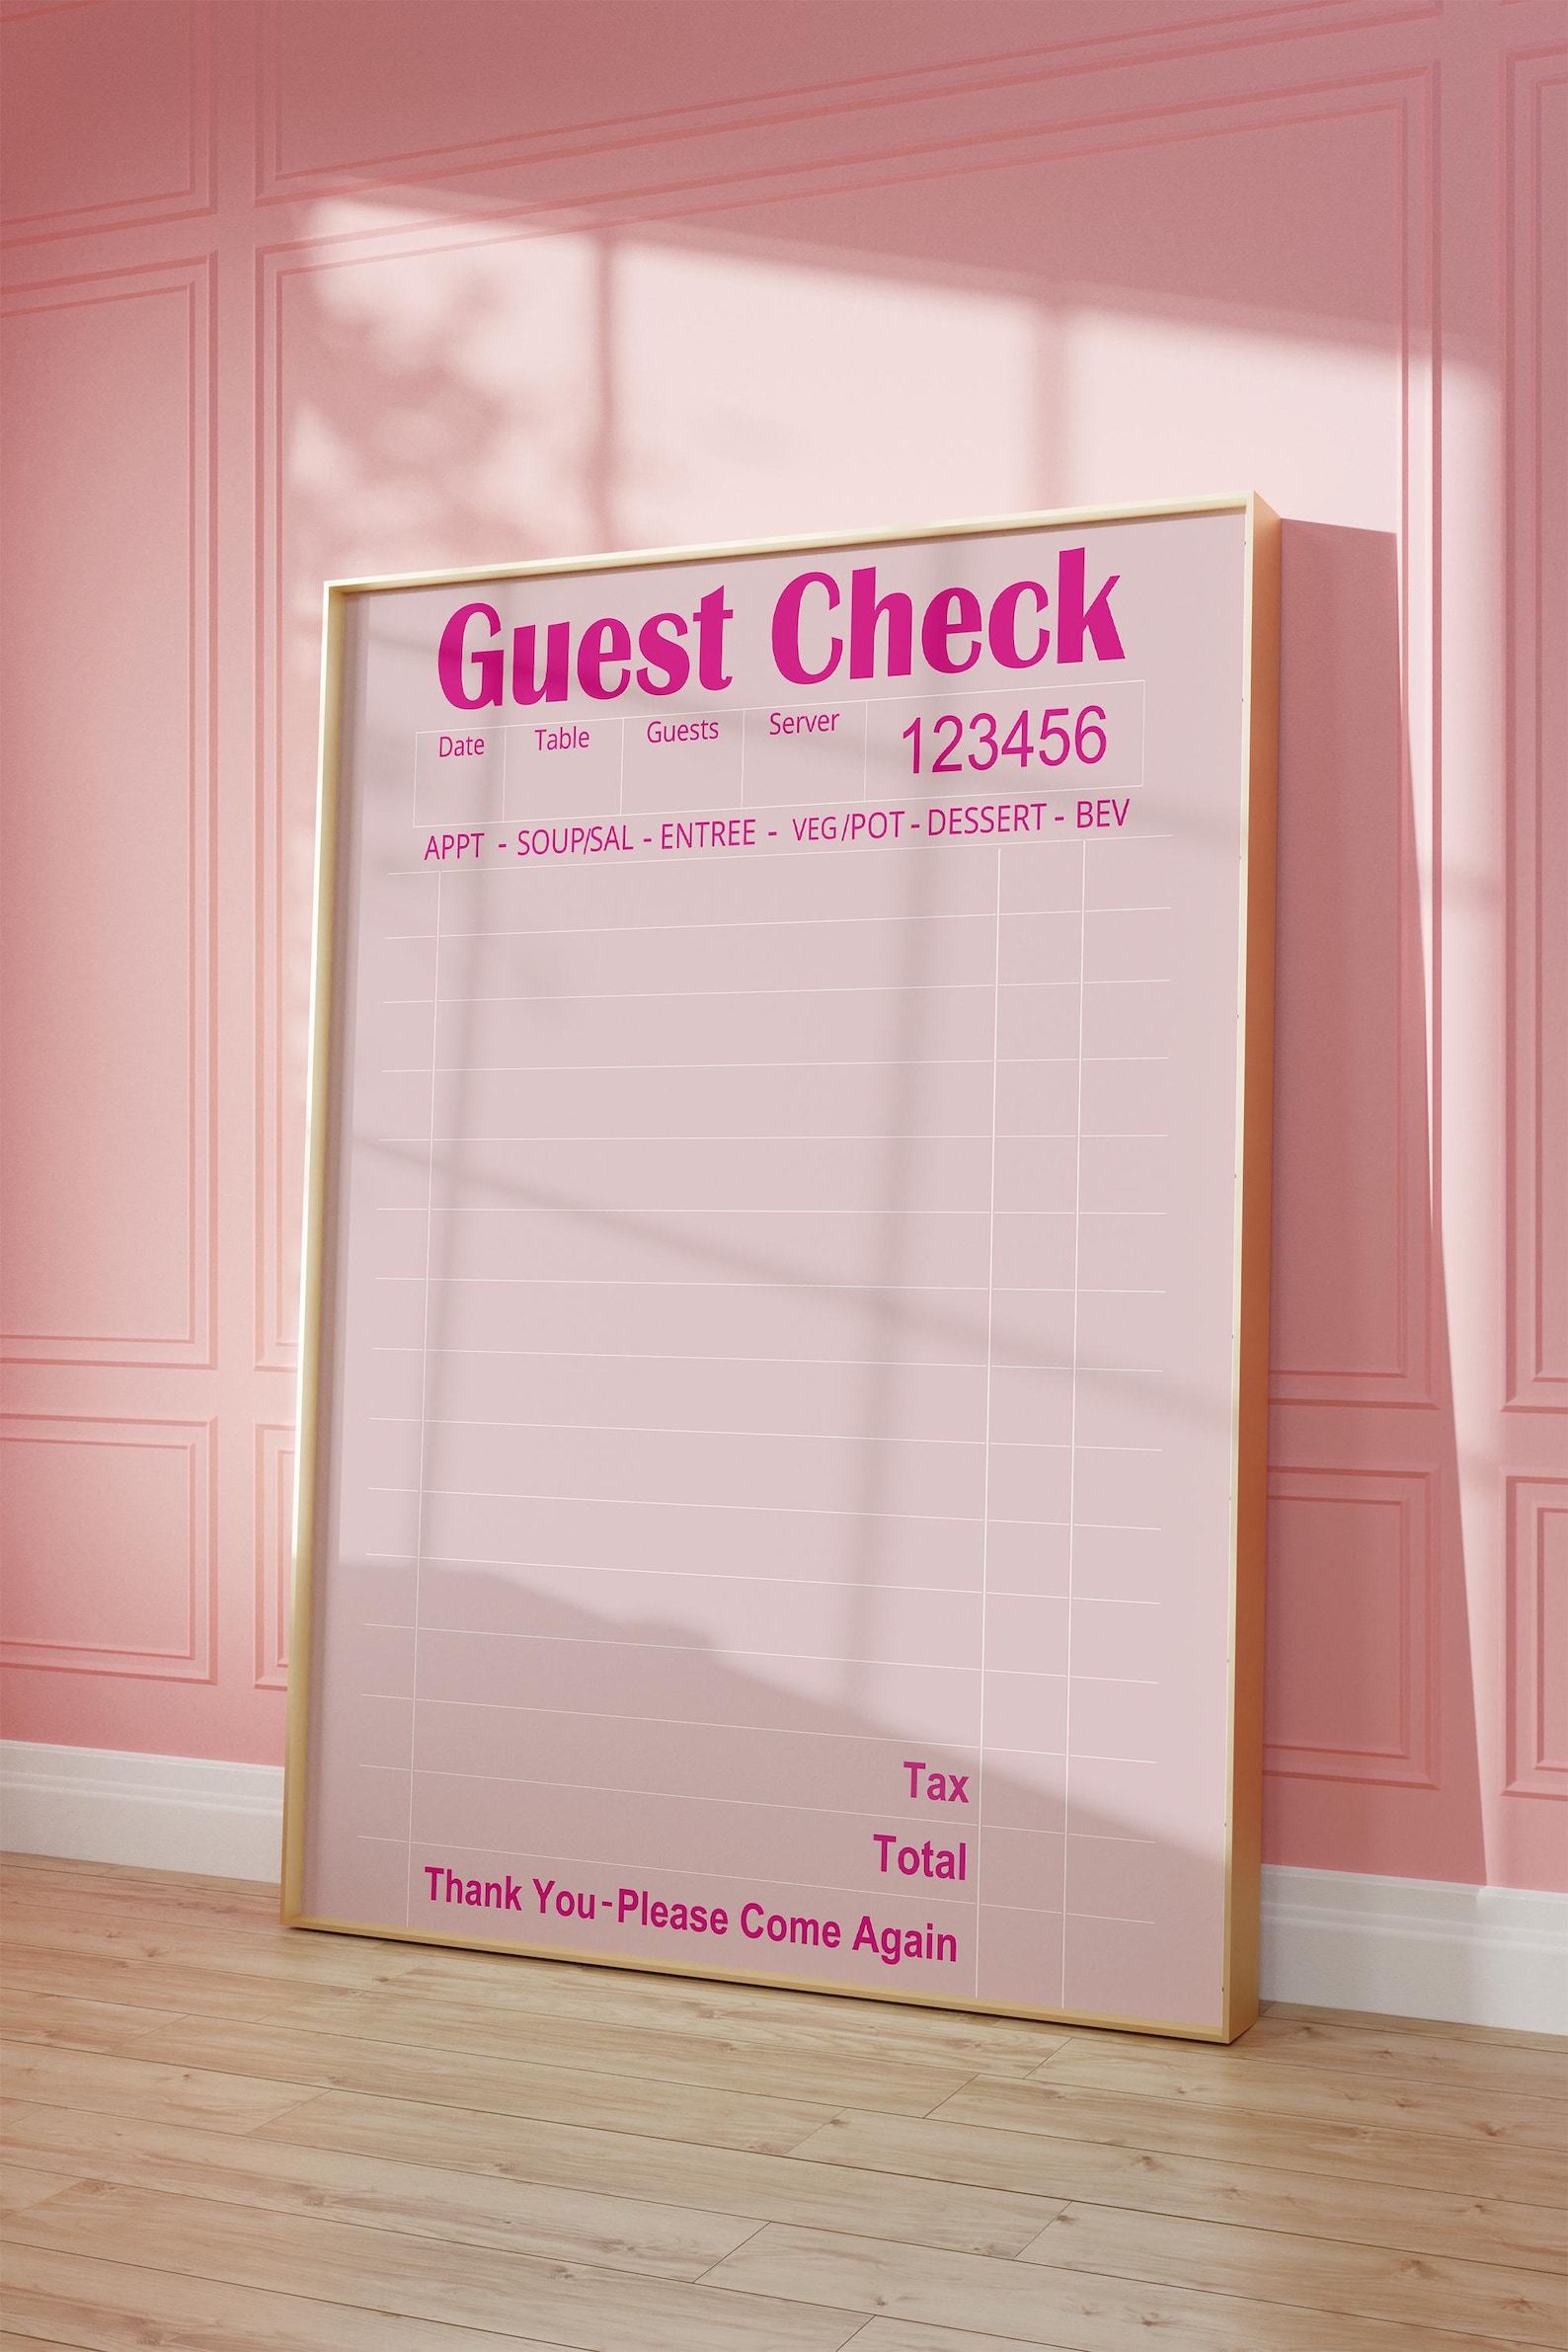 Guest Check
Date Table Guests Server 123456
APPT - SOUP/SAL - ENTREE - VEG/POT - DESSERT - BEV
Tax
Total
Thank You-Please Come Again